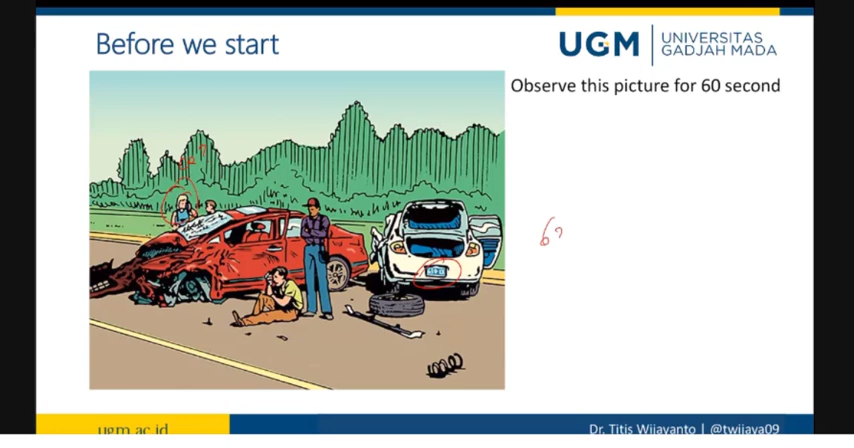 Before we start
UGM
UNIVERSITAS
GADJAH MADA
Observe this picture for 60 second
ugm.ac.id
Dr. Titis Wijayanto | @twijaya09